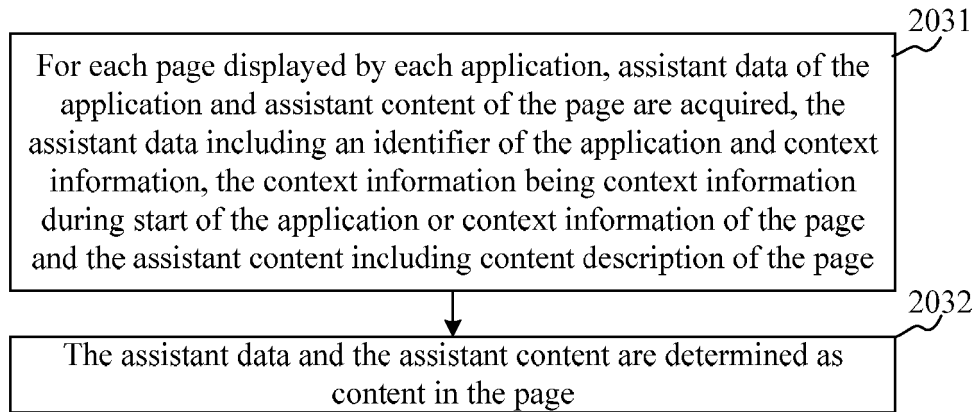 2031
For each page displayed by each application, assistant data of the
application and assistant content of the page are acquired, the
assistant data including an identifier of the application and context
information, the context information being context information
during start of the application or context information of the page
and the assistant content including content description of the page
2032
The assistant data and the assistant content are determined as
content in the page